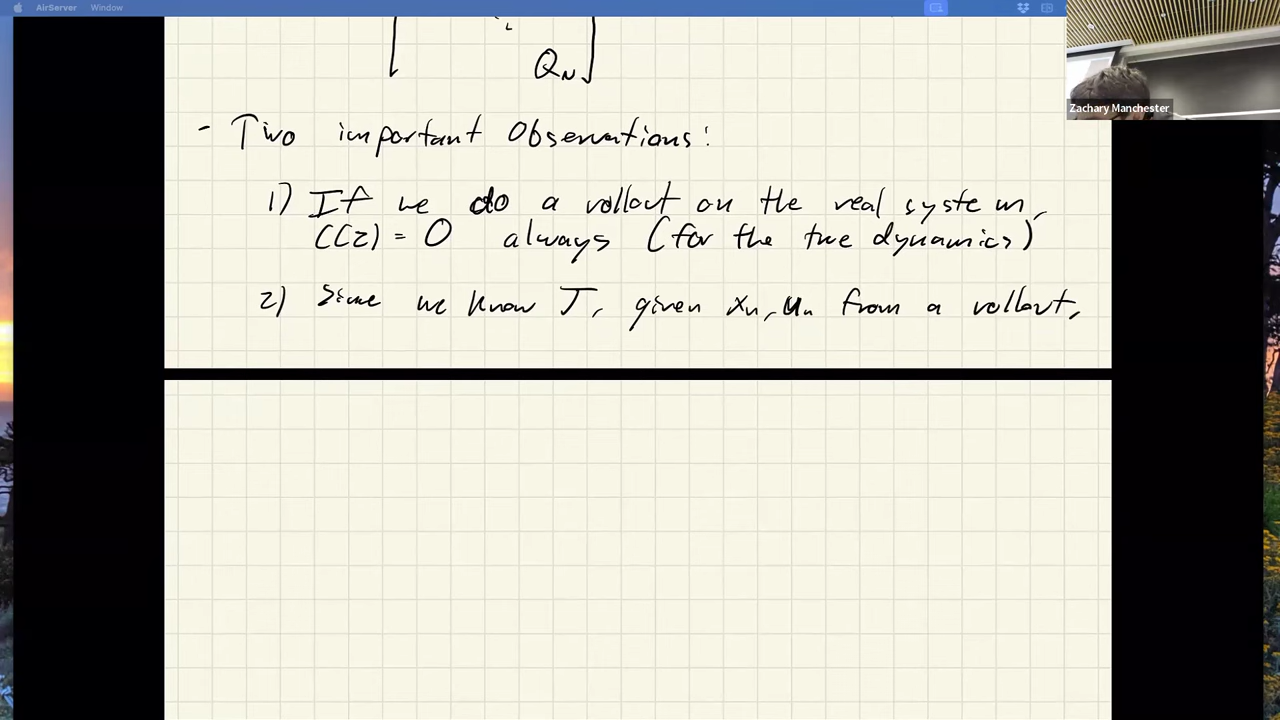 AirServer Window
Zachary Manchester
Q_N
- Two important Observations:
1) If we do a rollout on the real system,
C(z) = 0 always (for the true dynamics)
2) Since we know J, given x_n, u_n from a rollout,